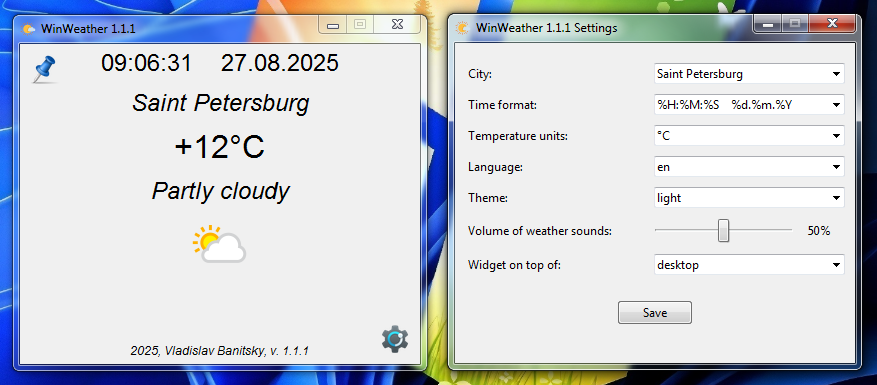 WinWeather 1.1.1
09:06:31 27.08.2025
Saint Petersburg
+12°C
Partly cloudy
2025, Vladislav Banitsky, v. 1.1.1
WinWeather 1.1.1 Settings
City: Saint Petersburg
Time format: %H:%M:%S %d.%m.%Y
Temperature units: °C
Language: en
Theme: light
Volume of weather sounds: 50%
Widget on top of: desktop
Save